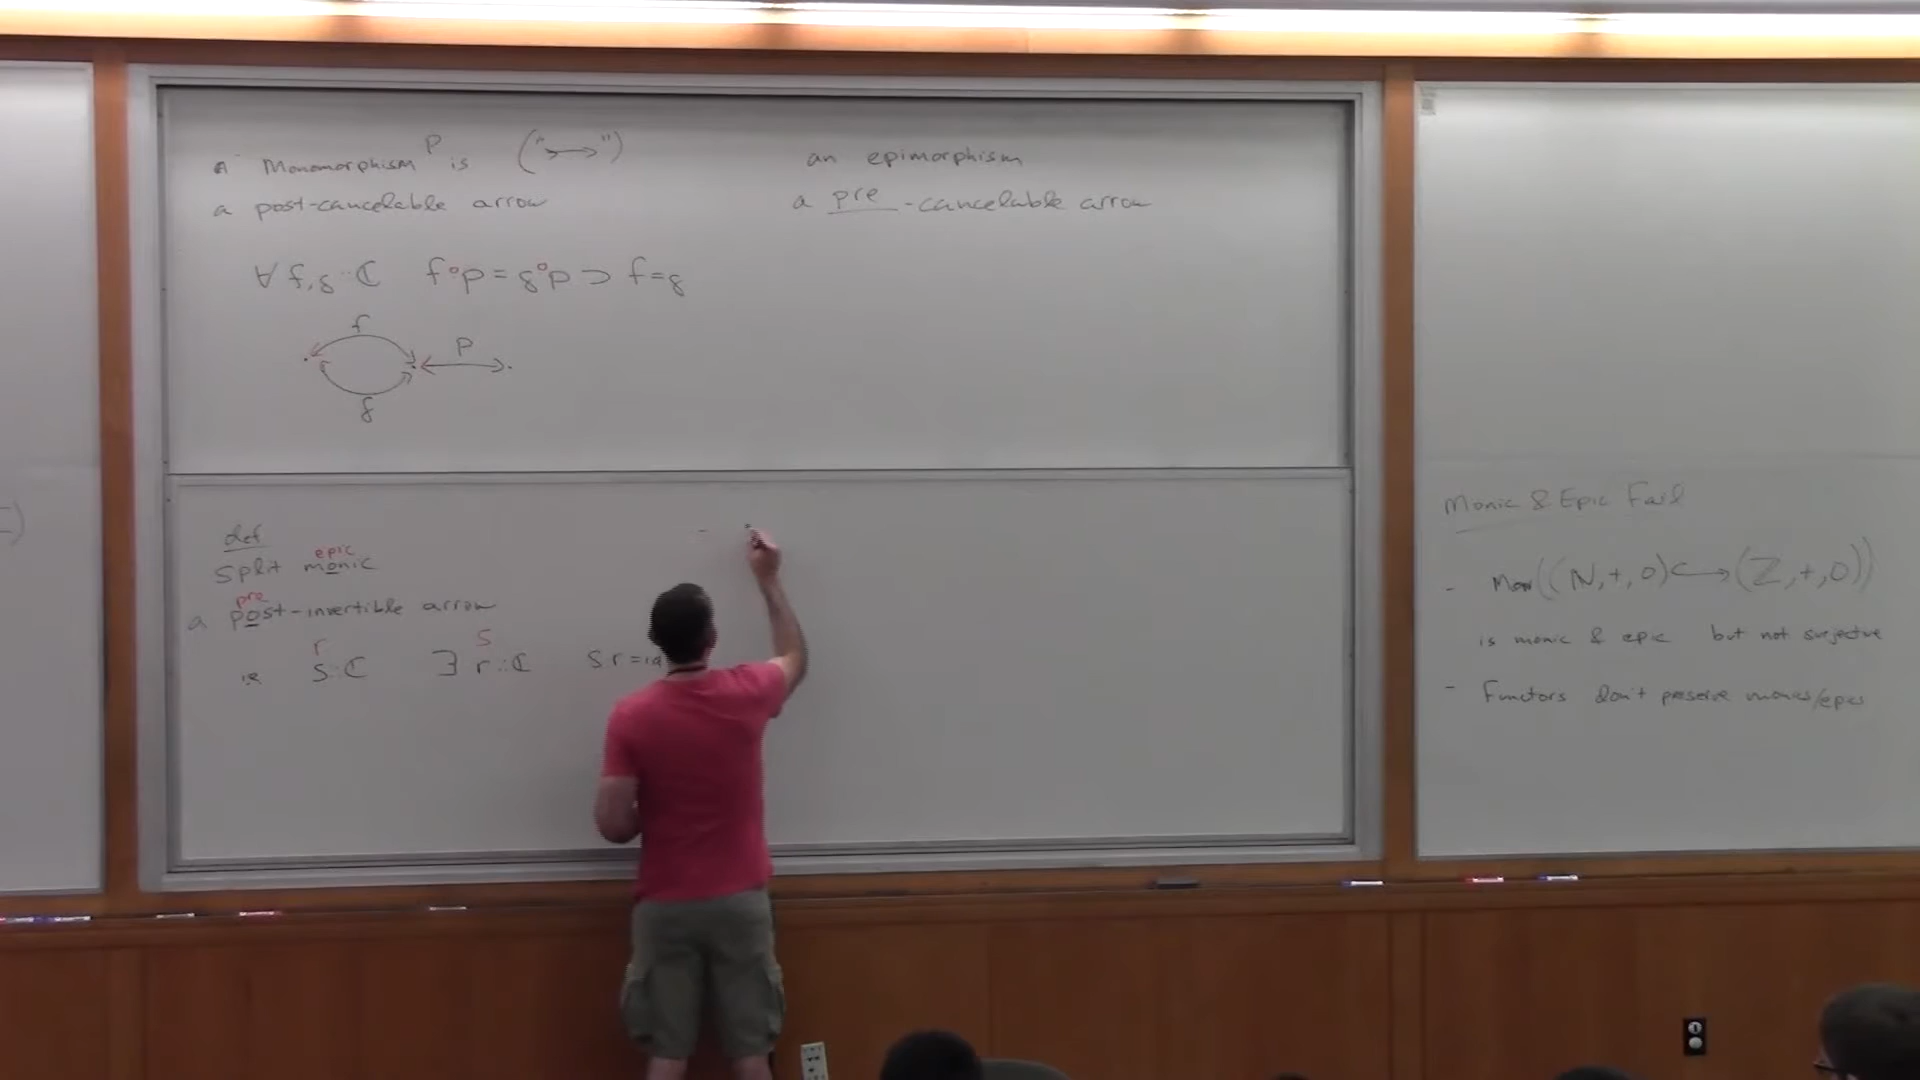 a Monomorphism P is ("↣")
a post-cancelable arrow
∀ f, g :: ℂ f ∘ p = g ∘ p ⊃ f = g
f
P
g
an epimorphism
a pre-cancelable arrow
def
epic
split monic
pre
a post-invertible arrow
r S
ie S :: ℂ ∃ r :: ℂ S r = id
Monic & Epic Fail
- Mon((ℕ, +, 0) ↪ (ℤ, +, 0))
is monic & epic but not surjective
- Functors don't preserve monics/epics